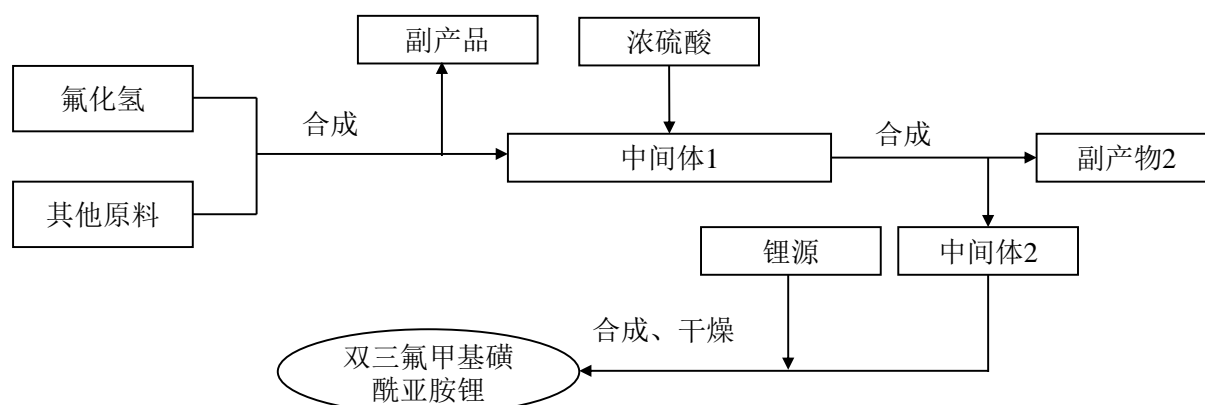 副产品
浓硫酸
氟化氢
合成
中间体1
合成
副产物2
其他原料
锂源
中间体2
合成、干燥
双三氟甲基磺
酰亚胺锂